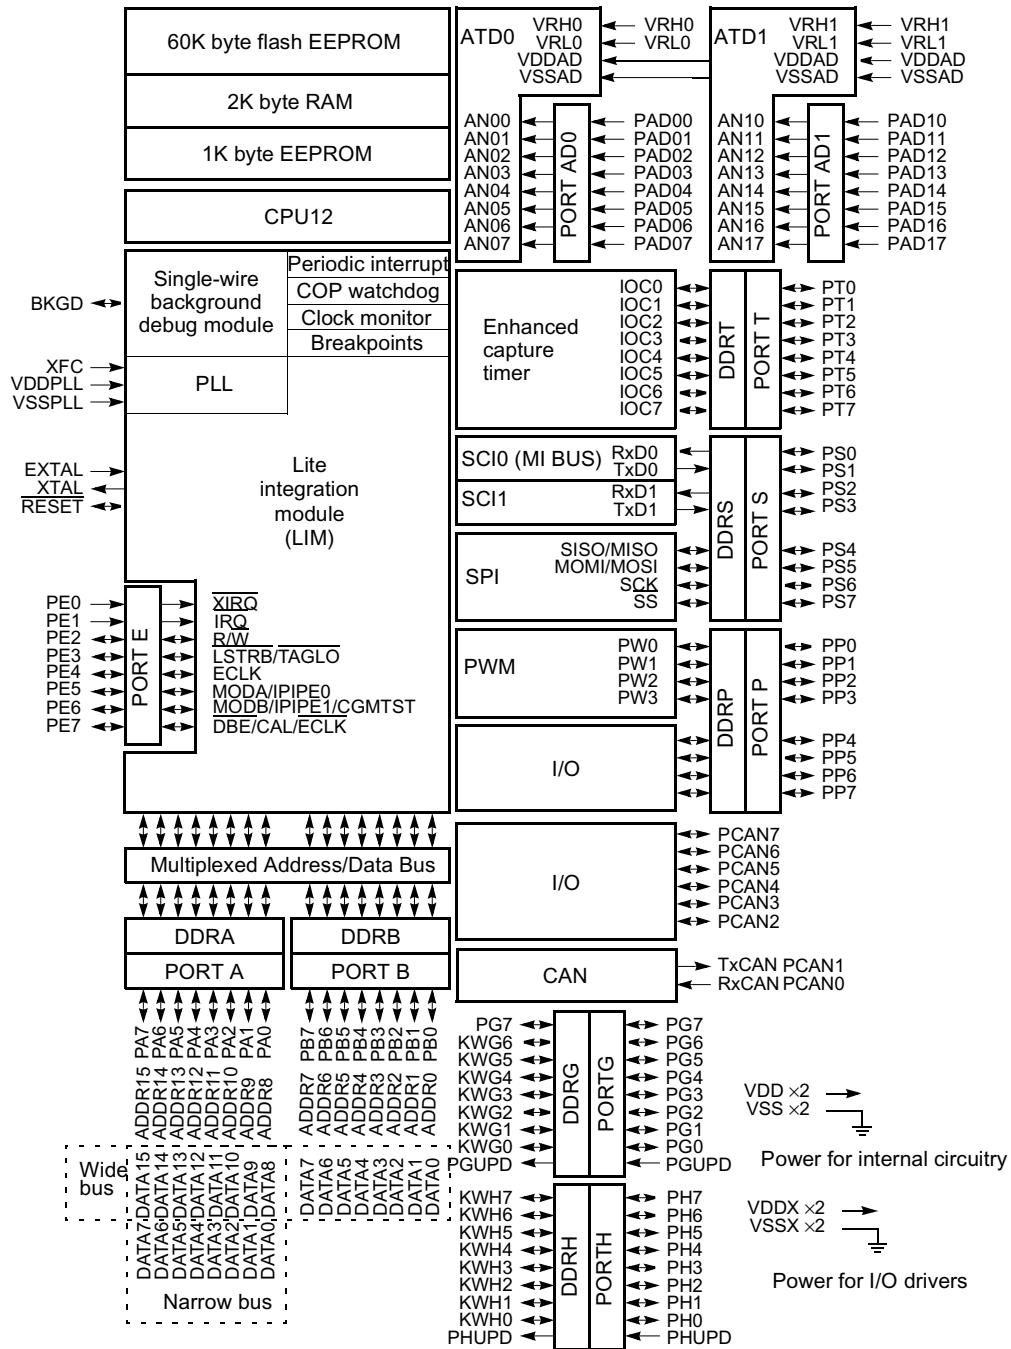 60K byte flash EEPROM
2K byte RAM
1K byte EEPROM
CPU12
Single-wire
background
debug module
Periodic interrupt
COP watchdog
Clock monitor
Breakpoints
PLL
BKGD
XFC
VDDPLL
VSSPLL
EXTAL
XTAL
RESET
Lite
integration
module
(LIM)
PE0
PE1
PE2
PE3
PE4
PE5
PE6
PE7
PORT E
XIRQ
IRQ
R/W
LSTRB/TAGLO
ECLK
MODA/IPIPE0
MODB/IPIPE1/CGMTST
DBE/CAL/ECLK
Multiplexed Address/Data Bus
DDRA
DDRB
PORT A
PORT B
PA7
PA6
PA5
PA4
PA3
PA2
PA1
PA0
PB7
PB6
PB5
PB4
PB3
PB2
PB1
PB0
ADDR15
ADDR14
ADDR13
ADDR12
ADDR11
ADDR10
ADDR9
ADDR8
ADDR7
ADDR6
ADDR5
ADDR4
ADDR3
ADDR2
ADDR1
ADDR0
Wide
bus
DATA15
DATA14
DATA13
DATA12
DATA11
DATA10
DATA9
DATA8
DATA7
DATA6
DATA5
DATA4
DATA3
DATA2
DATA1
DATA0
DATA7
DATA6
DATA5
DATA4
DATA3
DATA2
DATA1
DATA0
Narrow bus
ATD0
VRH0
VRL0
VDDAD
VSSAD
VRH0
VRL0
AN00
AN01
AN02
AN03
AN04
AN05
AN06
AN07
PORT AD0
PAD00
PAD01
PAD02
PAD03
PAD04
PAD05
PAD06
PAD07
ATD1
VRH1
VRL1
VDDAD
VSSAD
VRH1
VRL1
VDDAD
VSSAD
AN10
AN11
AN12
AN13
AN14
AN15
AN16
AN17
PORT AD1
PAD10
PAD11
PAD12
PAD13
PAD14
PAD15
PAD16
PAD17
Enhanced
capture
timer
IOC0
IOC1
IOC2
IOC3
IOC4
IOC5
IOC6
IOC7
DDRT
PORT T
PT0
PT1
PT2
PT3
PT4
PT5
PT6
PT7
SCI0 (MI BUS)
RxD0
TxD0
SCI1
RxD1
TxD1
SPI
SISO/MISO
MOMI/MOSI
SCK
SS
DDRS
PORT S
PS0
PS1
PS2
PS3
PS4
PS5
PS6
PS7
PWM
PW0
PW1
PW2
PW3
I/O
DDRP
PORT P
PP0
PP1
PP2
PP3
PP4
PP5
PP6
PP7
I/O
PCAN7
PCAN6
PCAN5
PCAN4
PCAN3
PCAN2
CAN
TxCAN PCAN1
RxCAN PCAN0
PG7
KWG6
KWG5
KWG4
KWG3
KWG2
KWG1
KWG0
PGUPD
DDRG
PORTG
PG7
PG6
PG5
PG4
PG3
PG2
PG1
PG0
PGUPD
KWH7
KWH6
KWH5
KWH4
KWH3
KWH2
KWH1
KWH0
PHUPD
DDRH
PORTH
PH7
PH6
PH5
PH4
PH3
PH2
PH1
PH0
PHUPD
VDD ×2
VSS ×2
Power for internal circuitry
VDDX ×2
VSSX ×2
Power for I/O drivers